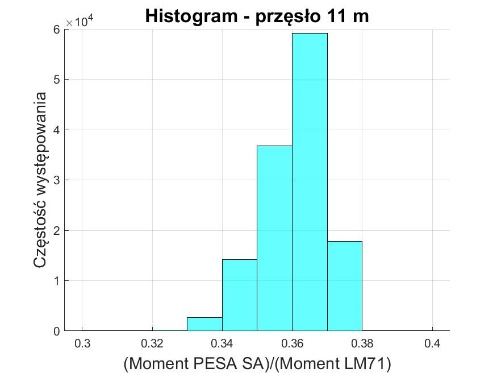 Histogram - przęsło 11 m
×10⁴
6
5
4
3
2
1
0
Częstość występowania
0.3 0.32 0.34 0.36 0.38 0.4
(Moment PESA SA)/(Moment LM71)